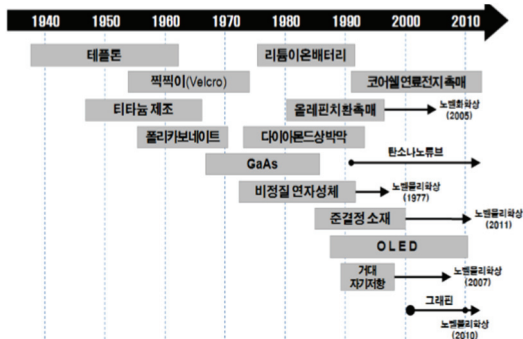 1940 1950 1960 1970 1980 1990 2000 2010
테플론
리튬이온배터리
찍찍이(Velcro)
코어쉘 연료전지 촉매
티타늄 제조
올레핀치환촉매
노벨화학상
(2005)
폴리카보네이트
다이아몬드상박막
GaAs
탄소나노튜브
비정질 연자성체
노벨물리학상
(1977)
준결정 소재
노벨물리학상
(2011)
OLED
거대
자기저항
노벨물리학상
(2007)
그래핀
노벨물리학상
(2010)